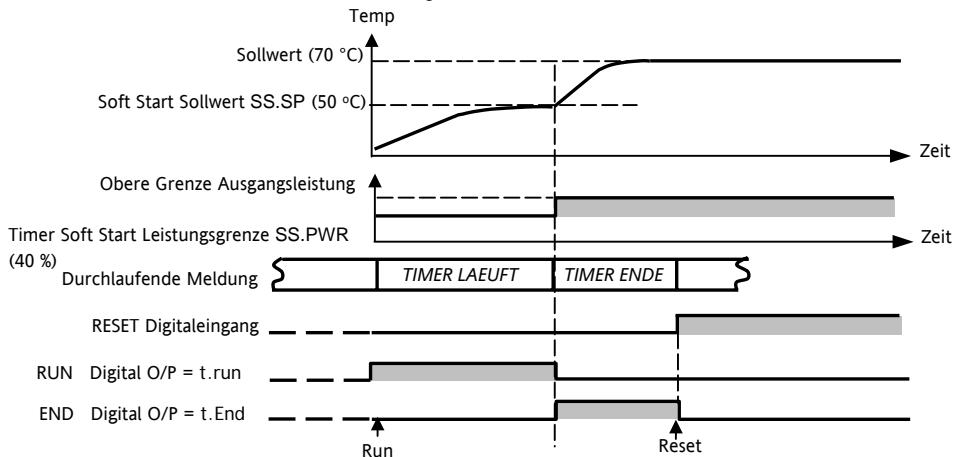 Temp
Sollwert (70 °C)
Soft Start Sollwert SS.SP (50 °C)
Zeit
Obere Grenze Ausgangsleistung
Zeit
Timer Soft Start Leistungsgrenze SS.PWR
(40 %)
Durchlaufende Meldung
TIMER LAEUFT
TIMER ENDE
RESET Digitaleingang
RUN Digital O/P = t.run
END Digital O/P = t.End
Run
Reset